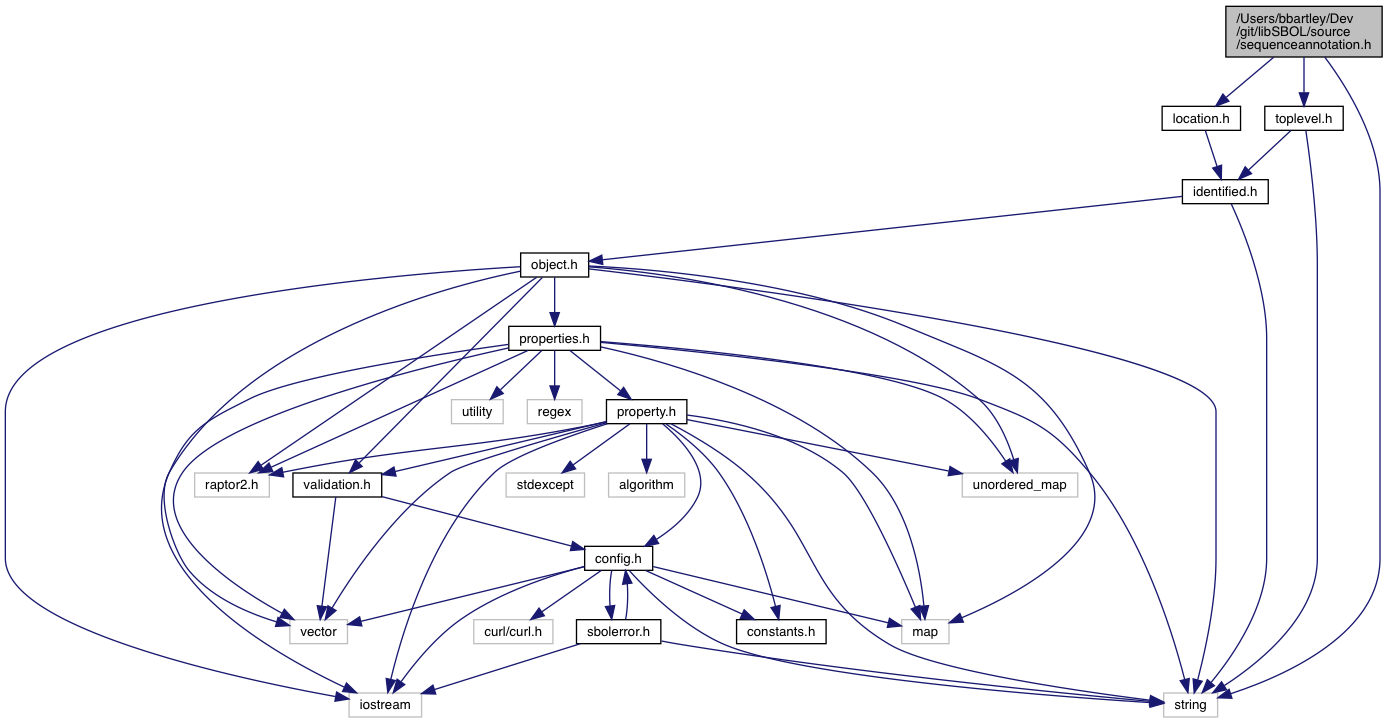 /Users/bbartley/Dev
/git/libSBOL/source
/sequenceannotation.h
location.h
toplevel.h
identified.h
object.h
properties.h
utility
regex
property.h
raptor2.h
validation.h
stdexcept
algorithm
unordered_map
config.h
vector
curl/curl.h
sbolerror.h
constants.h
map
iostream
string